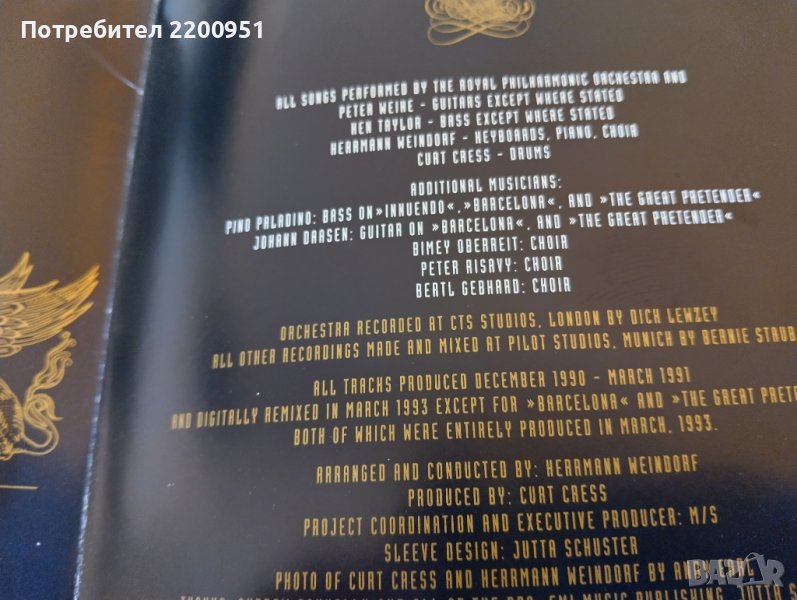 Потребител 2200951
ALL SONGS PERFORMED BY THE ROYAL PHILHARMONIC ORCHESTRA AND
PETER WEIHE - GUITARS EXCEPT WHERE STATED
KEN TAYLOR - BASS EXCEPT WHERE STATED
HERRMANN WEINDORF - KEYBOARDS, PIANO, CHOIR
CURT CRESS - DRUMS
ADDITIONAL MUSICIANS:
PINO PALADINO: BASS ON »INNUENDO«, »BARCELONA«, AND »THE GREAT PRETENDER«
JOHANN DAASEN: GUITAR ON »BARCELONA«, AND »THE GREAT PRETENDER«
BIMEY OBERREIT: CHOIR
PETER RISAVY: CHOIR
BERTL GEBHARD: CHOIR
ORCHESTRA RECORDED AT CTS STUDIOS, LONDON BY DICK LEWZEY
ALL OTHER RECORDINGS MADE AND MIXED AT PILOT STUDIOS, MUNICH BY BERNIE STAUB
ALL TRACKS PRODUCED DECEMBER 1990 - MARCH 1991
AND DIGITALLY REMIXED IN MARCH 1993 EXCEPT FOR »BARCELONA« AND »THE GREAT PRETE
BOTH OF WHICH WERE ENTIRELY PRODUCED IN MARCH, 1993.
ARRANGED AND CONDUCTED BY: HERRMANN WEINDORF
PRODUCED BY: CURT CRESS
PROJECT COORDINATION AND EXECUTIVE PRODUCER: M/S
SLEEVE DESIGN: JUTTA SCHUSTER
PHOTO OF CURT CRESS AND HERRMANN WEINDORF BY
BAZAR
EMI MUSIC PUBLISHING, JUTTA S